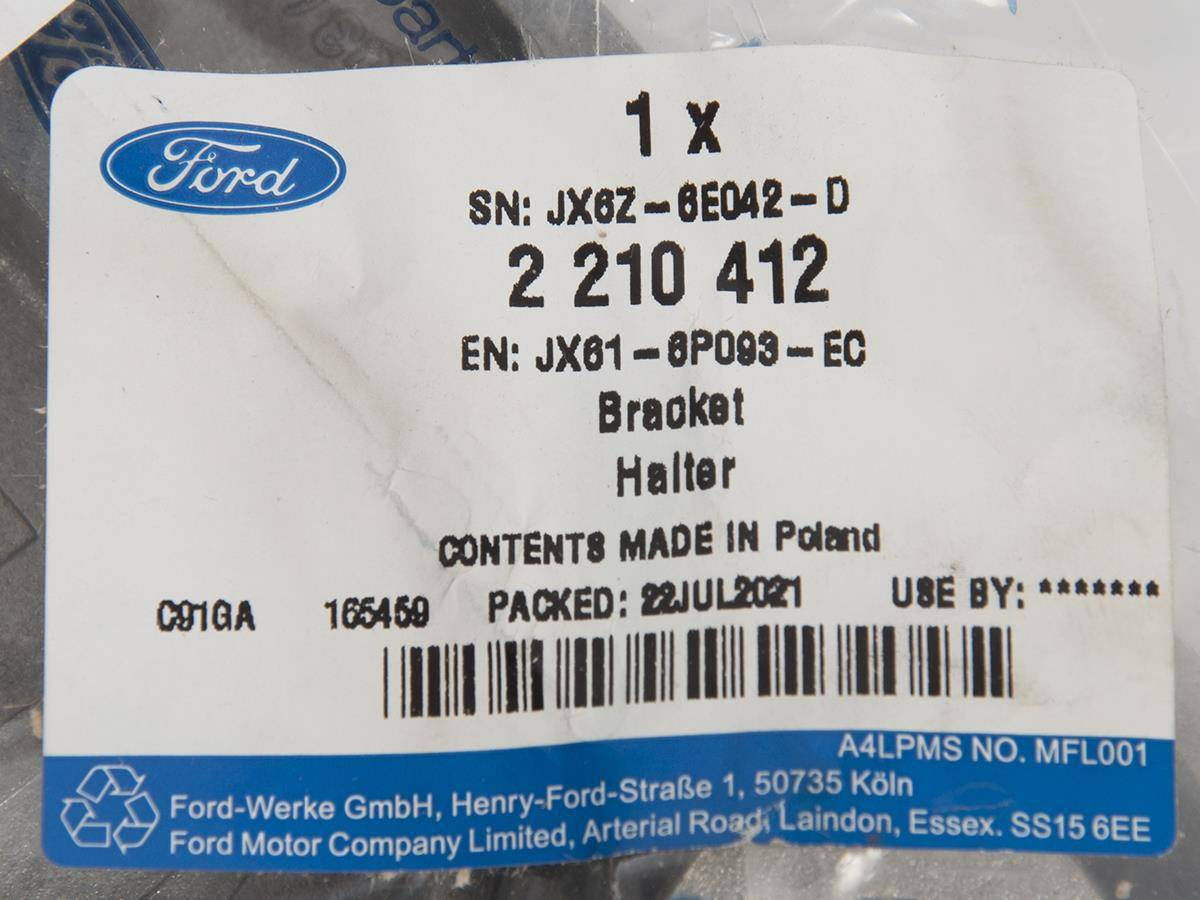 part
Ford
1 x
SN: JX6Z-6E042-D
2 210 412
EN: JX61-6P093-EC
Bracket
Halter
CONTENTS MADE IN Poland
C91GA 165459 PACKED: 22JUL2021 USE BY: *******
A4LPMS NO. MFL001
Ford-Werke GmbH, Henry-Ford-Straße 1, 50735 Köln
Ford Motor Company Limited, Arterial Road, Laindon, Essex. SS15 6EE